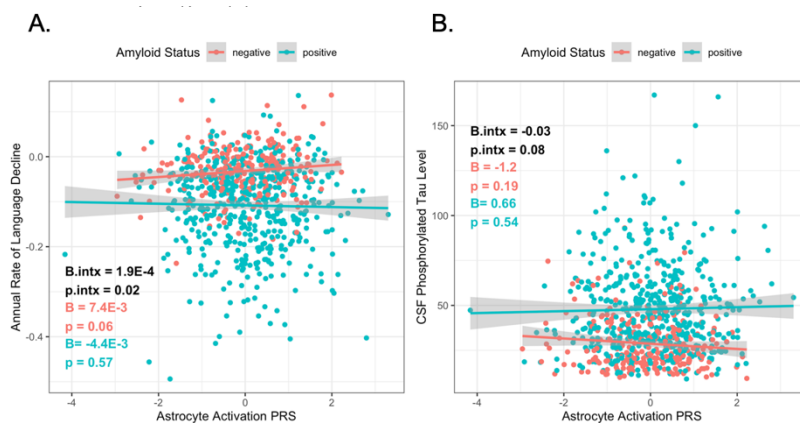 A.
Amyloid Status negative positive
0.0
-0.2
-0.4
Annual Rate of Language Decline
B.intx = 1.9E-4
p.intx = 0.02
B = 7.4E-3
p = 0.06
B= -4.4E-3
p = 0.57
-4 -2 0 2
Astrocyte Activation PRS
B.
Amyloid Status negative positive
150
100
50
CSF Phosphorylated Tau Level
B.intx = -0.03
p.intx = 0.08
B = -1.2
p = 0.19
B= 0.66
p = 0.54
-4 -2 0 2
Astrocyte Activation PRS